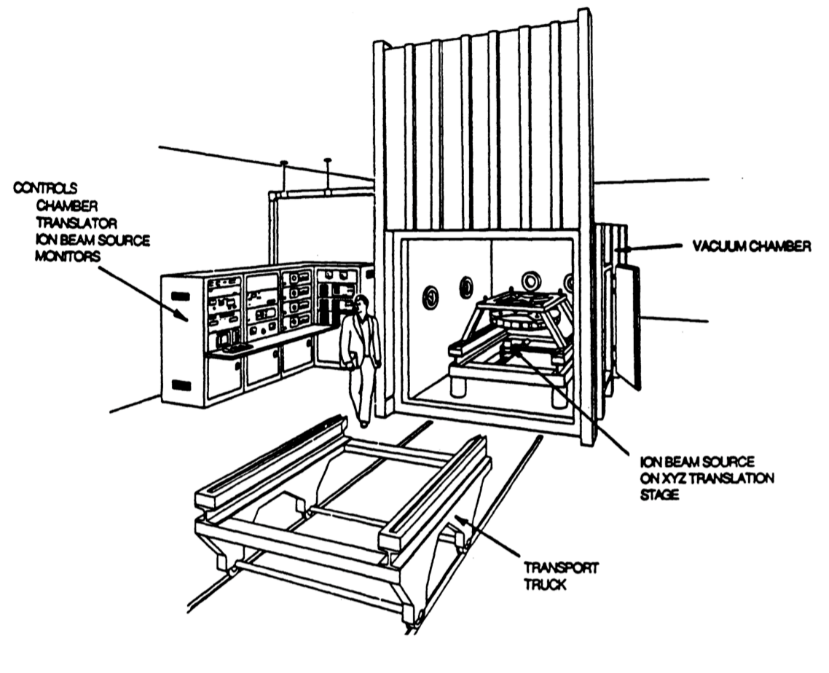 CONTROLS
CHAMBER
TRANSLATOR
ION BEAM SOURCE
MONITORS
VACUUM CHAMBER
ION BEAM SOURCE
ON XYZ TRANSLATION
STAGE
TRANSPORT
TRUCK